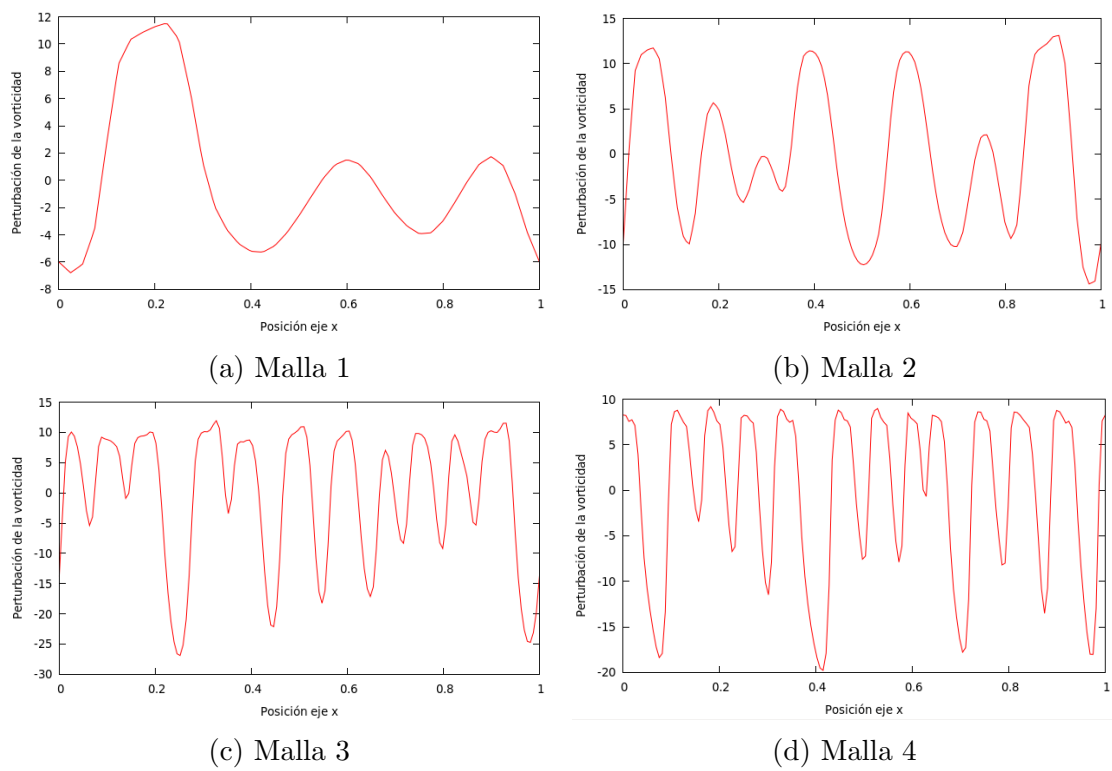 12
10
8
6
4
2
0
-2
-4
-6
-8
0 0.2 0.4 0.6 0.8 1
Perturbación de la vorticidad
Posición eje x
(a) Malla 1
15
10
5
0
-5
-10
-15
0 0.2 0.4 0.6 0.8 1
Perturbación de la vorticidad
Posición eje x
(b) Malla 2
15
10
5
0
-5
-10
-15
-20
-25
-30
0 0.2 0.4 0.6 0.8 1
Perturbación de la vorticidad
Posición eje x
(c) Malla 3
10
5
0
-5
-10
-15
-20
0 0.2 0.4 0.6 0.8 1
Perturbación de la vorticidad
Posición eje x
(d) Malla 4